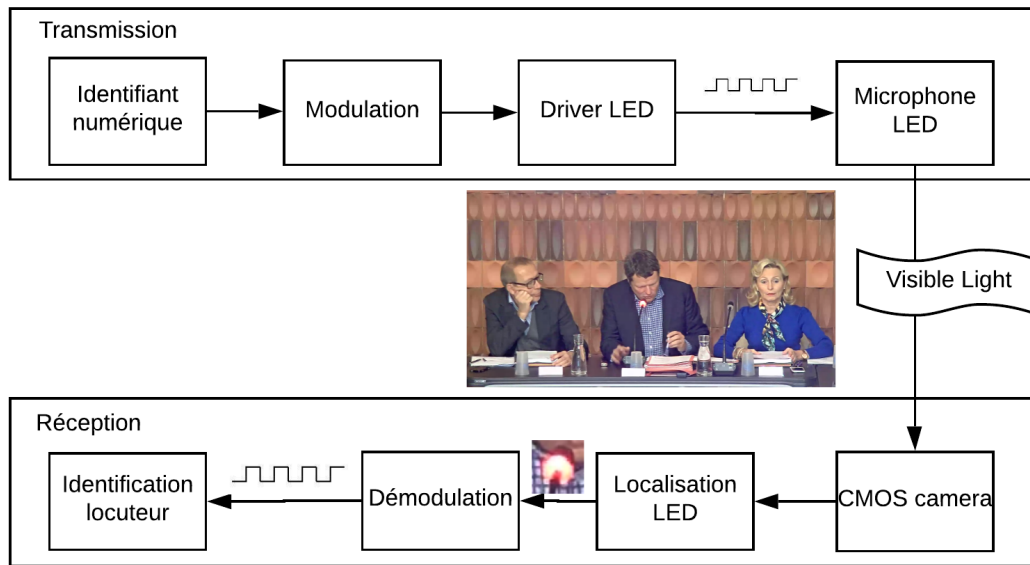 Transmission
Identifiant
numérique
Modulation
Driver LED
Microphone
LED
Visible Light
Réception
Identification
locuteur
Démodulation
Localisation
LED
CMOS camera